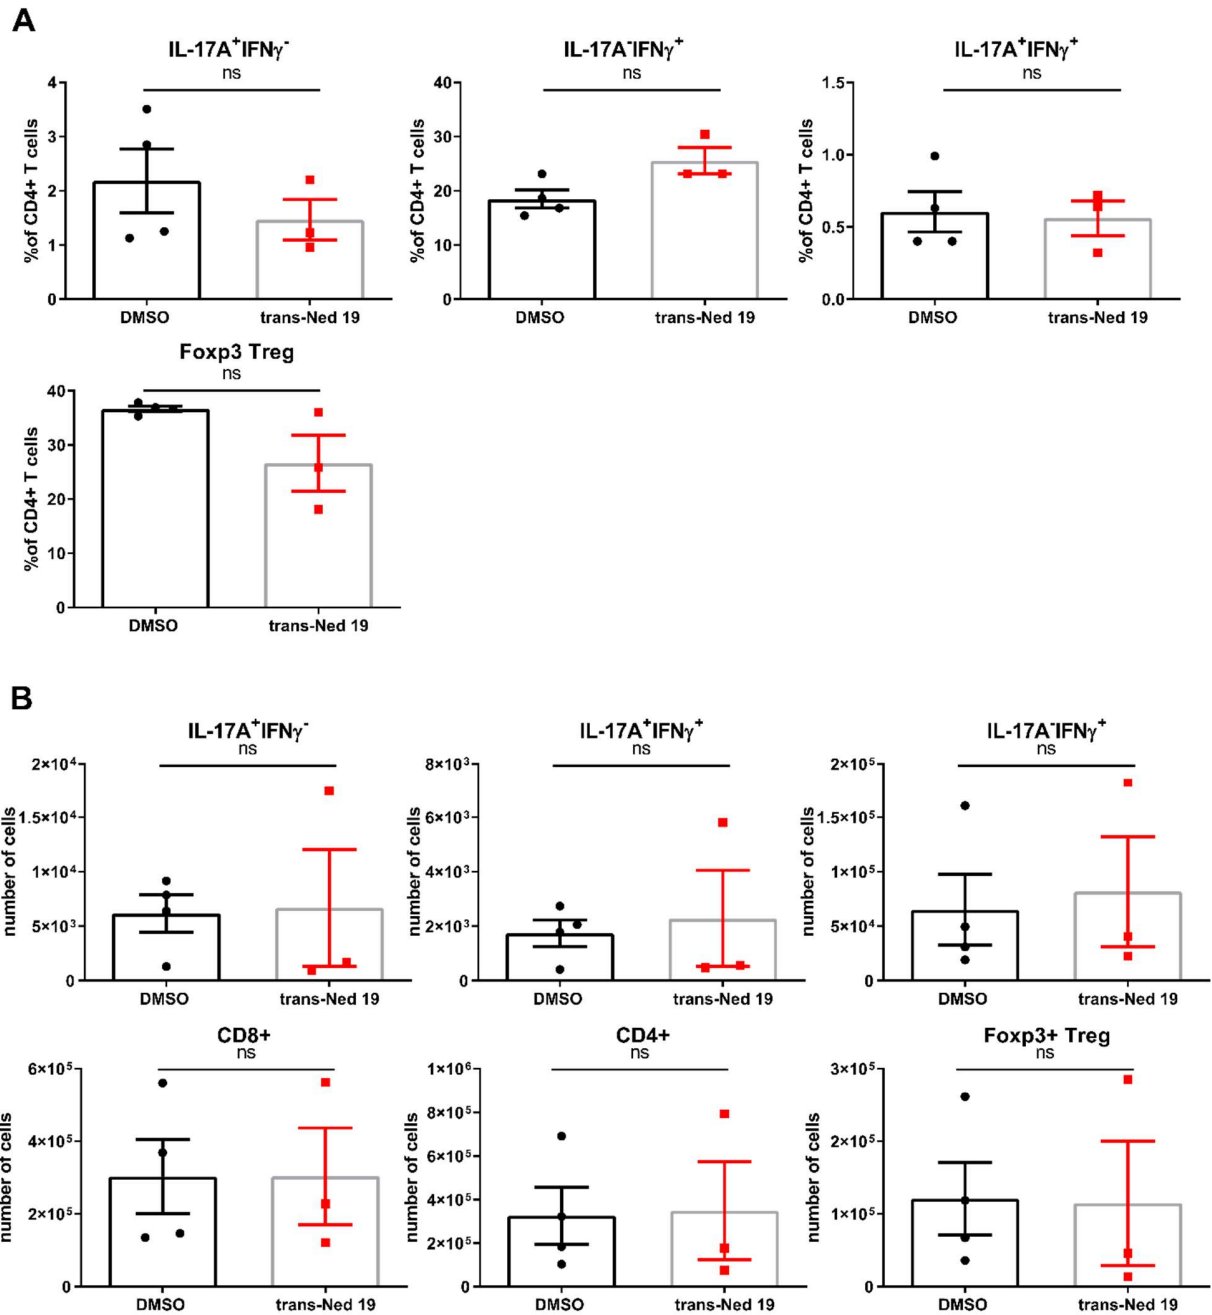 A
IL-17A⁺IFNγ⁻ IL-17A⁻IFNγ⁺ IL-17A⁺IFNγ⁺
ns ns ns
%of CD4+ T cells %of CD4+ T cells %of CD4+ T cells
4 40 1.5
3 30 1.0
2 20 0.5
1 10 0.0
0 0
DMSO trans-Ned 19 DMSO trans-Ned 19 DMSO trans-Ned 19
Foxp3 Treg
ns
%of CD4+ T cells
40
30
20
10
0
DMSO trans-Ned 19
B
IL-17A⁺IFNγ⁻ IL-17A⁺IFNγ⁺ IL-17A⁻IFNγ⁺
ns ns ns
number of cells number of cells number of cells
2×10⁴ 8×10³ 2×10⁵
1.5×10⁴ 6×10³ 1.5×10⁵
1×10⁴ 4×10³ 1×10⁵
5×10³ 2×10³ 5×10⁴
0 0 0
DMSO trans-Ned 19 DMSO trans-Ned 19 DMSO trans-Ned 19
CD8+ CD4+ Foxp3+ Treg
ns ns ns
number of cells number of cells number of cells
6×10⁵ 1×10⁶ 3×10⁵
4×10⁵ 8×10⁵ 2×10⁵
2×10⁵ 6×10⁵ 1×10⁵
0 4×10⁵ 0
2×10⁵
0
DMSO trans-Ned 19 DMSO trans-Ned 19 DMSO trans-Ned 19